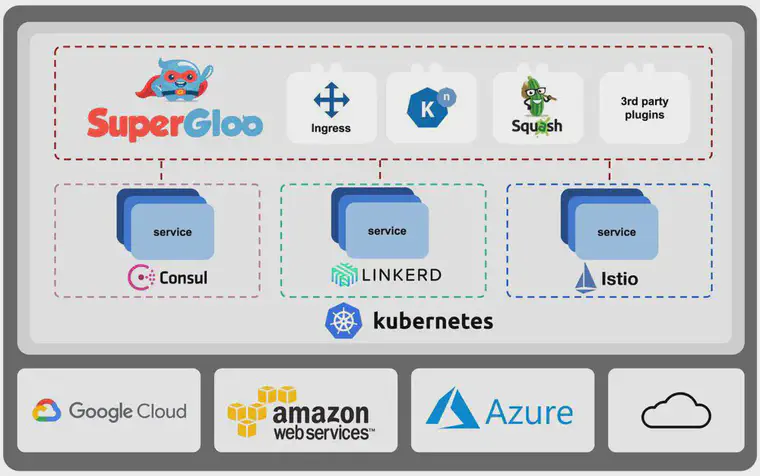 SuperGloo
Ingress
K
n
Squash
3rd party
plugins
service
service
service
Consul
LINKERD
Istio
kubernetes
Google Cloud
amazon
web services™
Azure